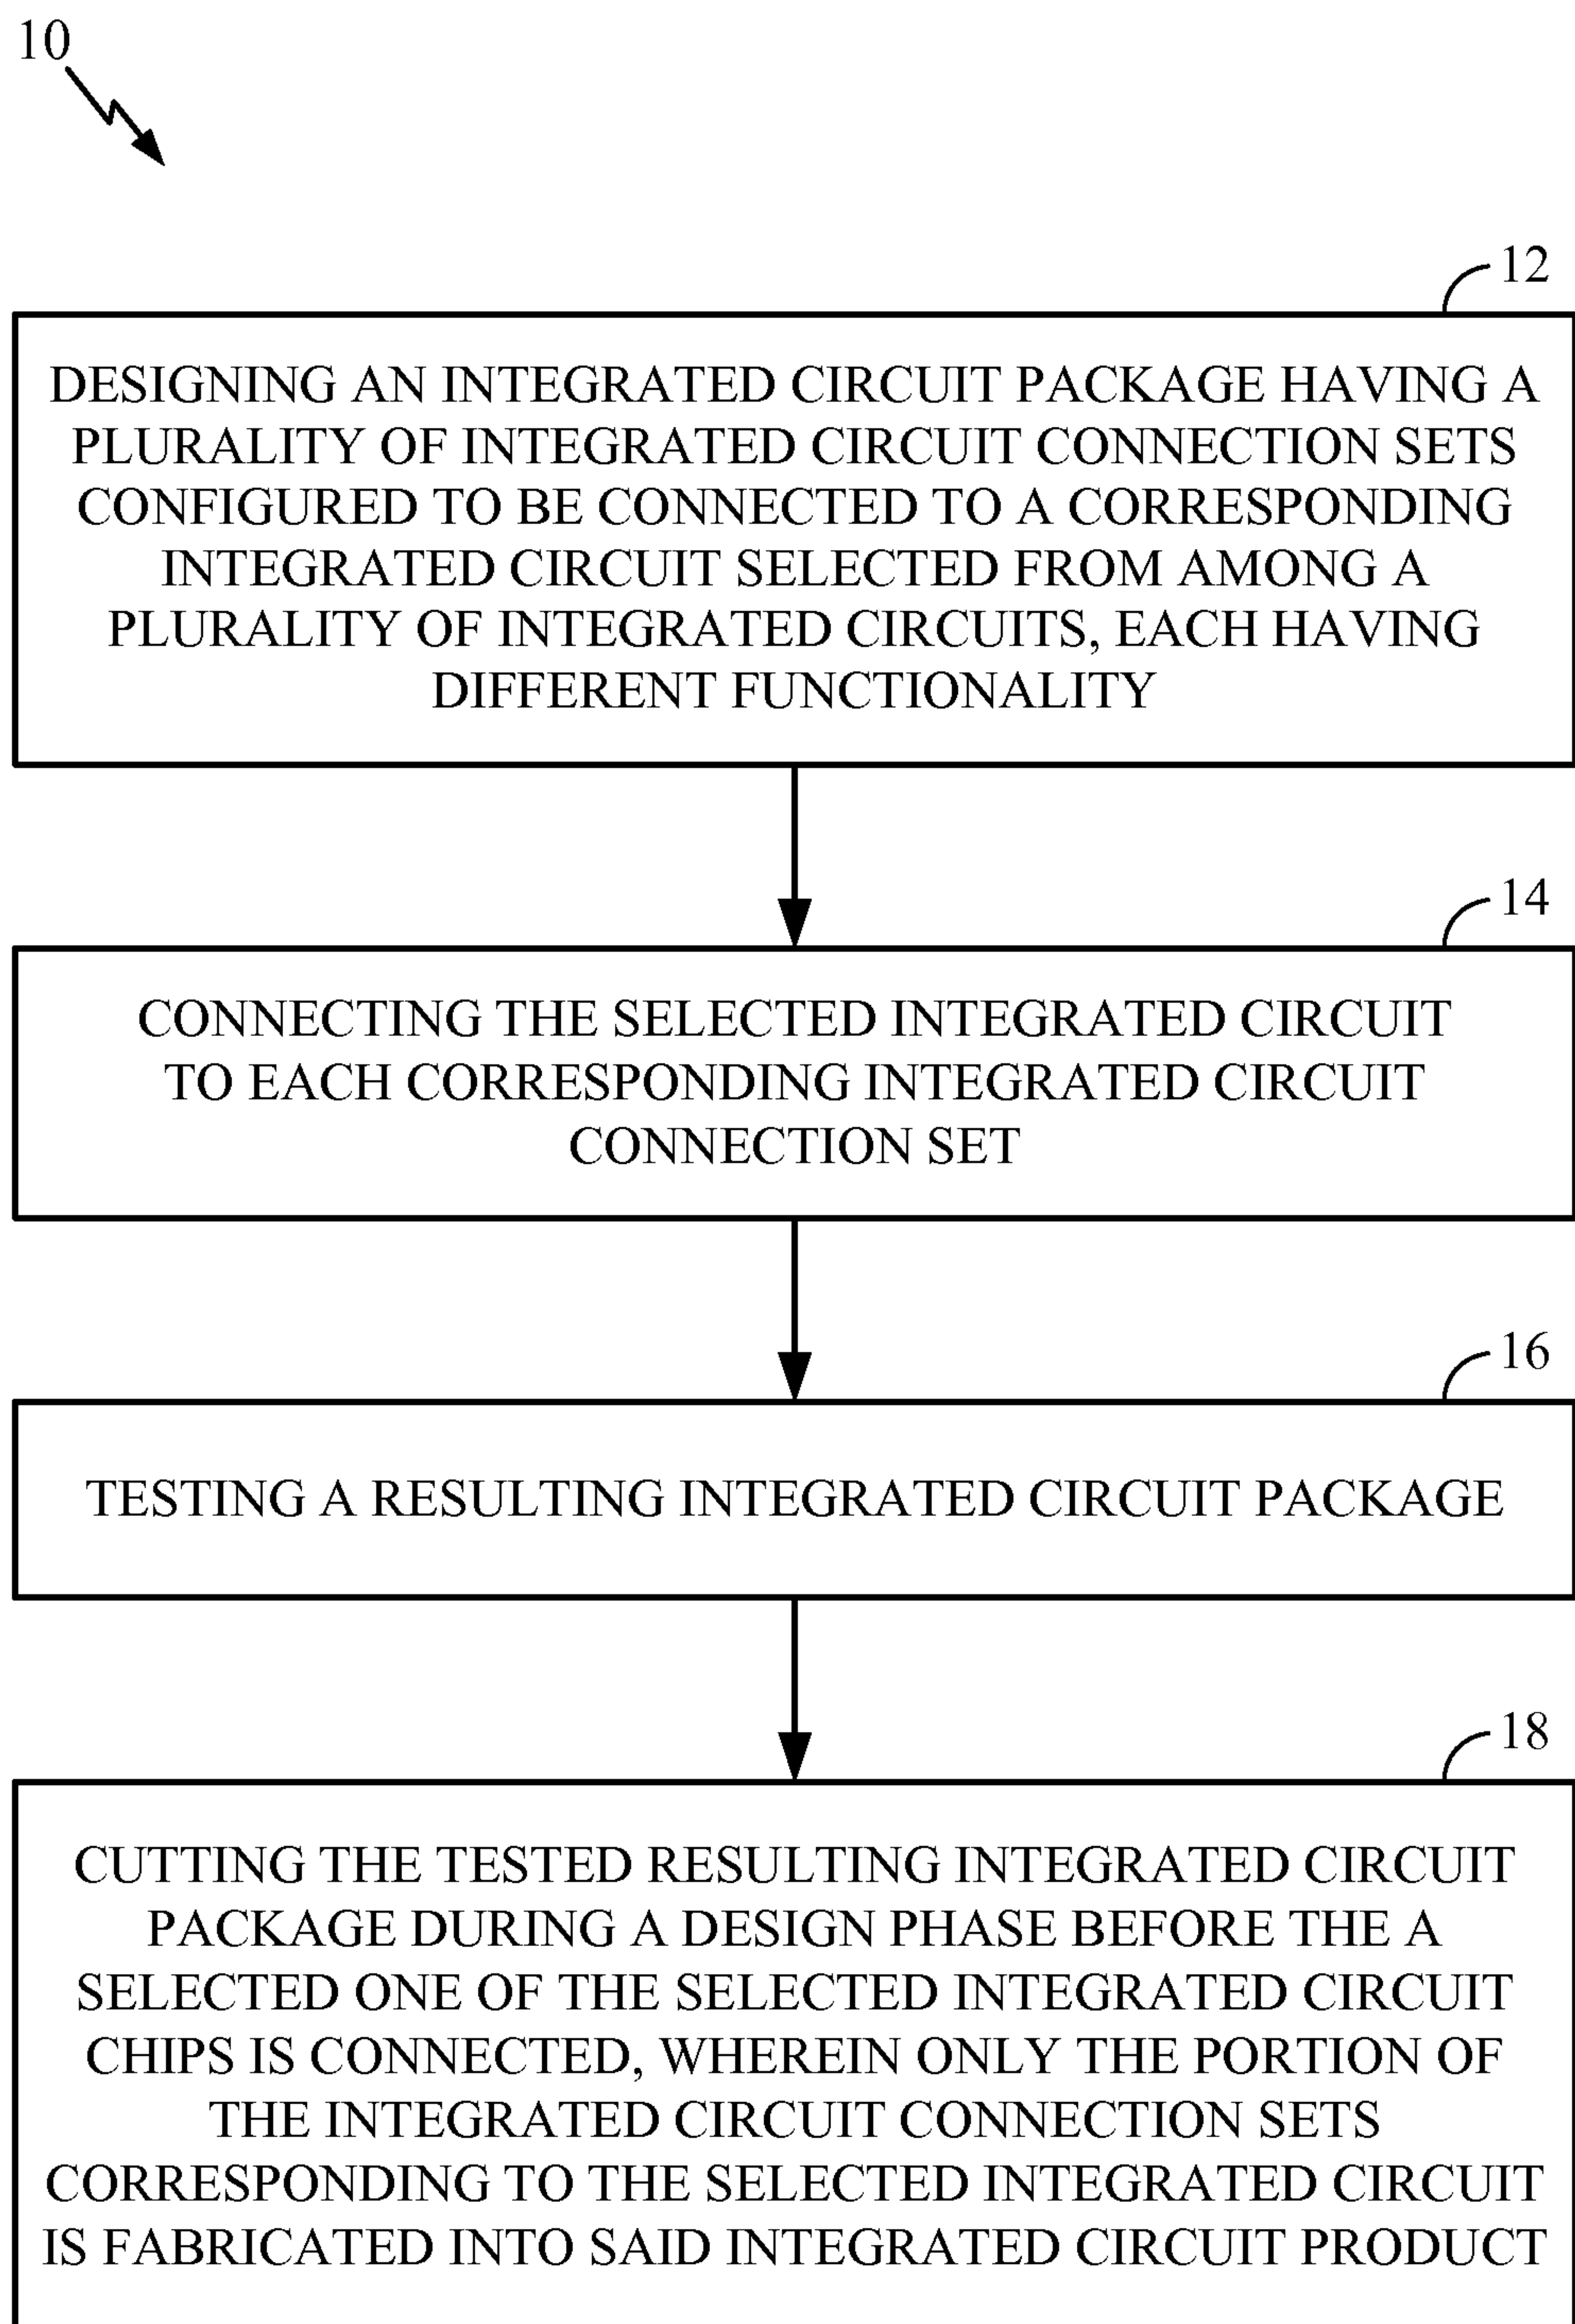 10
12
DESIGNING AN INTEGRATED CIRCUIT PACKAGE HAVING A
PLURALITY OF INTEGRATED CIRCUIT CONNECTION SETS
CONFIGURED TO BE CONNECTED TO A CORRESPONDING
INTEGRATED CIRCUIT SELECTED FROM AMONG A
PLURALITY OF INTEGRATED CIRCUITS, EACH HAVING
DIFFERENT FUNCTIONALITY
14
CONNECTING THE SELECTED INTEGRATED CIRCUIT
TO EACH CORRESPONDING INTEGRATED CIRCUIT
CONNECTION SET
16
TESTING A RESULTING INTEGRATED CIRCUIT PACKAGE
18
CUTTING THE TESTED RESULTING INTEGRATED CIRCUIT
PACKAGE DURING A DESIGN PHASE BEFORE THE A
SELECTED ONE OF THE SELECTED INTEGRATED CIRCUIT
CHIPS IS CONNECTED, WHEREIN ONLY THE PORTION OF
THE INTEGRATED CIRCUIT CONNECTION SETS
CORRESPONDING TO THE SELECTED INTEGRATED CIRCUIT
IS FABRICATED INTO SAID INTEGRATED CIRCUIT PRODUCT